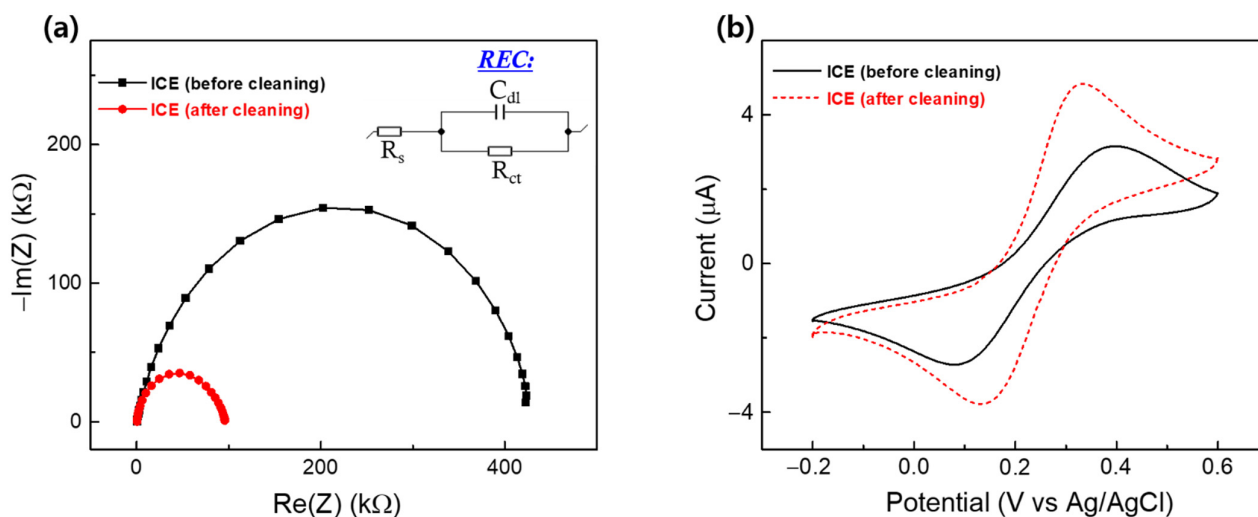 (a)
ICE (before cleaning)
ICE (after cleaning)
REC:
Cdl
Rs
Rct
200
100
0
−Im(Z) (kΩ)
0
200
400
Re(Z) (kΩ)
(b)
ICE (before cleaning)
ICE (after cleaning)
4
0
−4
Current (μA)
−0.2
0.0
0.2
0.4
0.6
Potential (V vs Ag/AgCl)